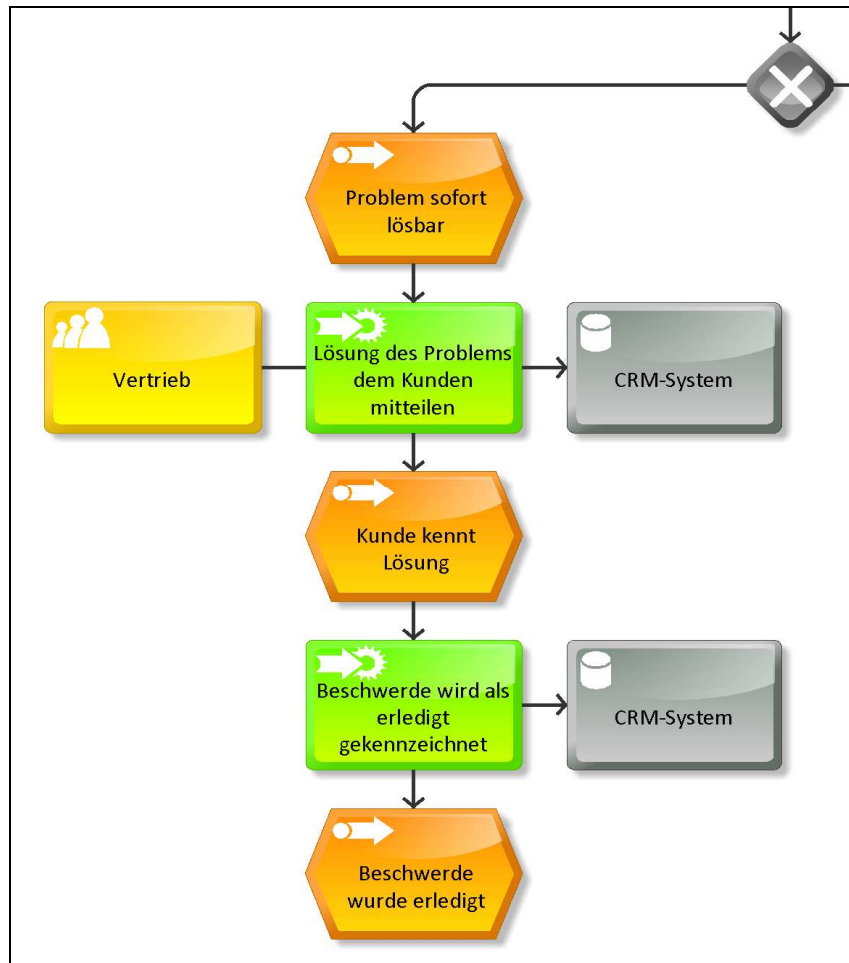 Problem sofort
lösbar
Vertrieb
Lösung des Problems
dem Kunden
mitteilen
CRM-System
Kunde kennt
Lösung
Beschwerde wird als
erledigt
gekennzeichnet
CRM-System
Beschwerde
wurde erledigt